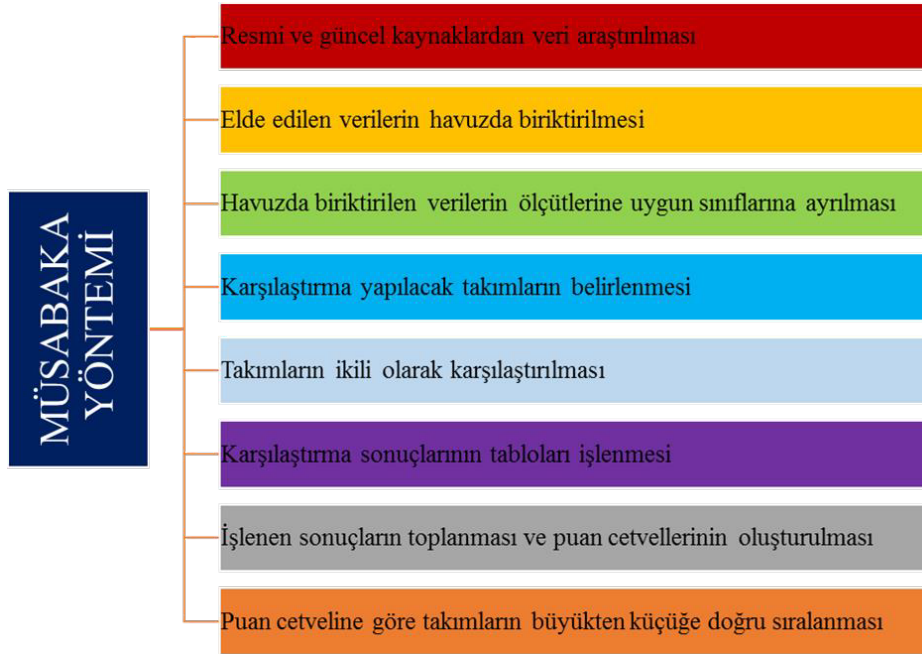 MÜSABAKA
YÖNTEMİ
Resmi ve güncel kaynaklardan veri araştırılması
Elde edilen verilerin havuzda biriktirilmesi
Havuzda biriktirilen verilerin ölçütlerine uygun sınıflarına ayrılması
Karşılaştırma yapılacak takımların belirlenmesi
Takımların ikili olarak karşılaştırılması
Karşılaştırma sonuçlarının tabloları işlenmesi
İşlenen sonuçların toplanması ve puan cetvellerinin oluşturulması
Puan cetveline göre takımların büyükten küçüğe doğru sıralanması